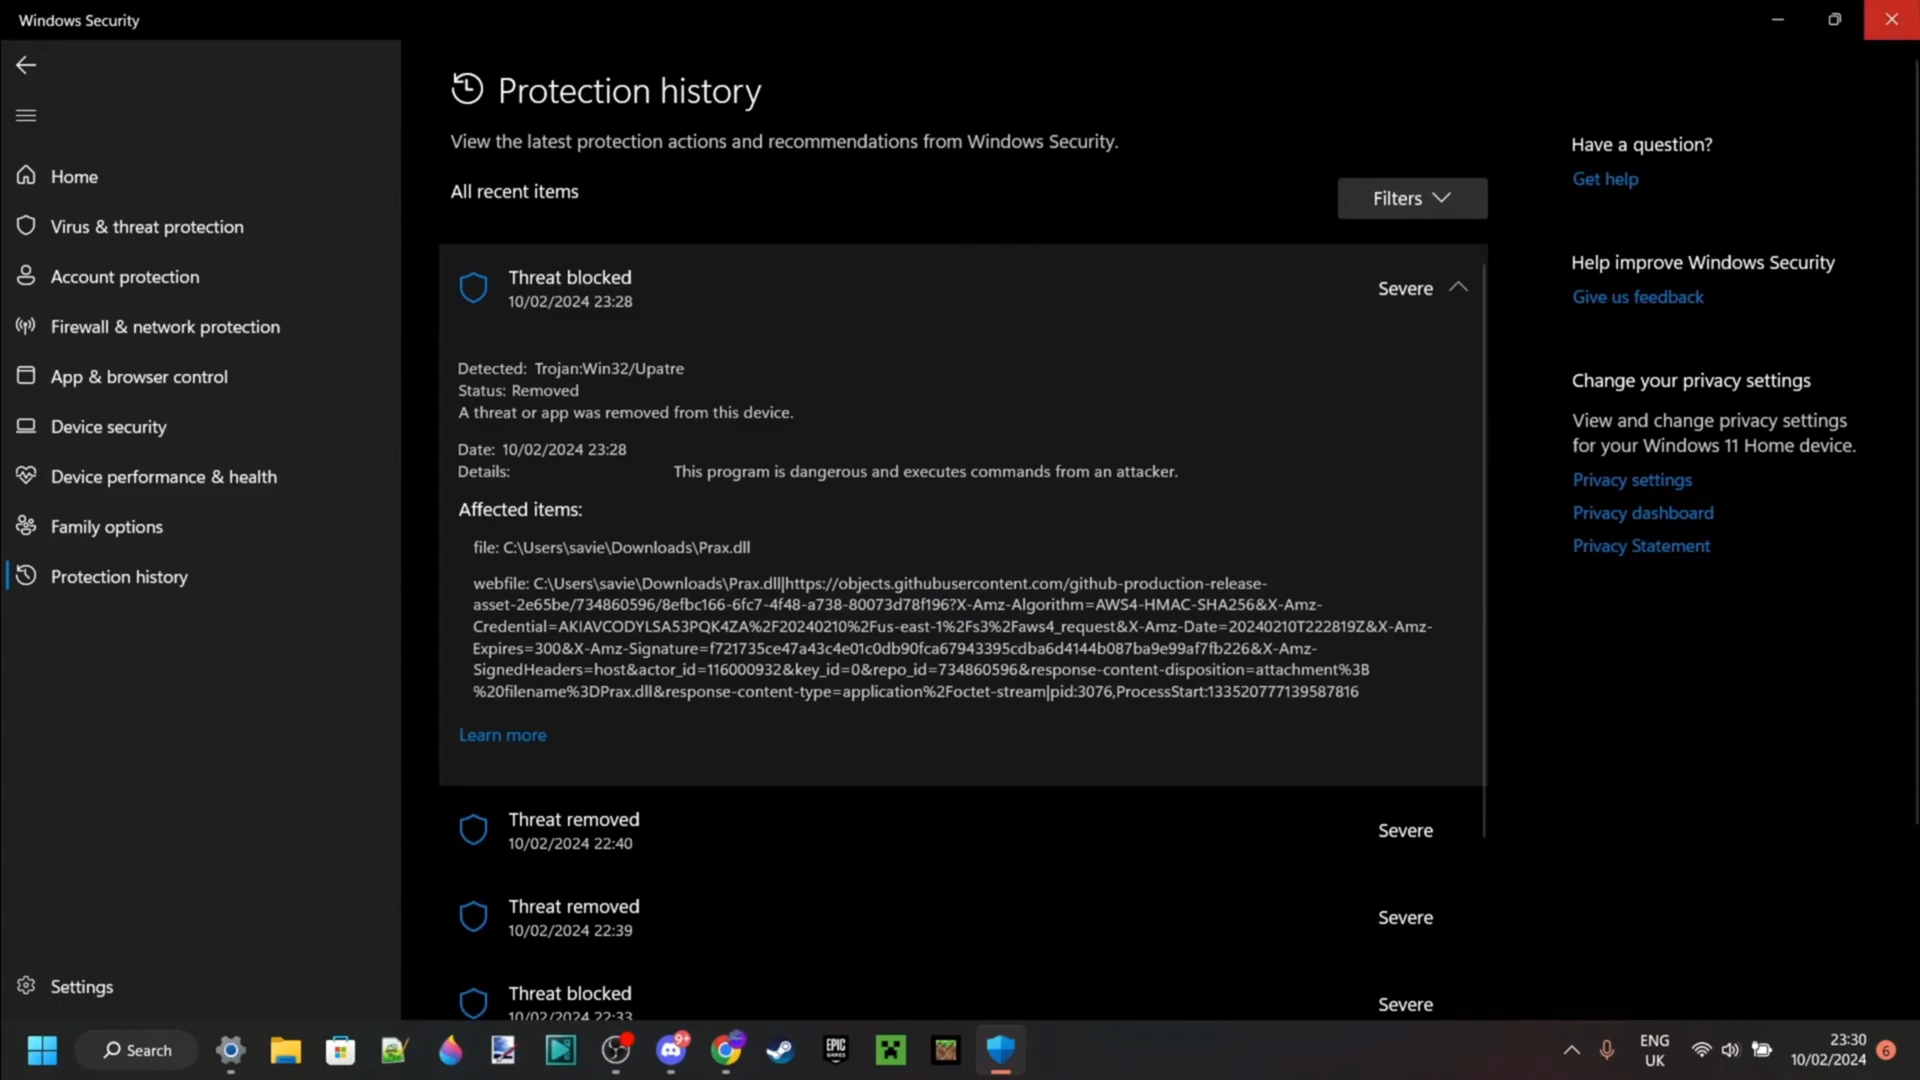 Windows Security
Home
Virus & threat protection
Account protection
Firewall & network protection
App & browser control
Device security
Device performance & health
Family options
Protection history
Settings
Protection history
View the latest protection actions and recommendations from Windows Security.
All recent items
Filters
Threat blocked
10/02/2024 23:28
Severe
Detected: Trojan:Win32/Upatre
Status: Removed
A threat or app was removed from this device.
Date: 10/02/2024 23:28
Details: This program is dangerous and executes commands from an attacker.
Affected items:
file: C:\Users\savie\Downloads\Prax.dll
webfile: C:\Users\savie\Downloads\Prax.dll|https://objects.githubusercontent.com/github-production-release-
asset-2e65be/734860596/8efbc166-6fc7-4f48-a738-80073d78f196?X-Amz-Algorithm=AWS4-HMAC-SHA256&X-Amz-
Credential=AKIAVCODYLSA53PQK4ZA%2F20240210%2Fus-east-1%2Fs3%2Faws4_request&X-Amz-Date=20240210T222819Z&X-Amz-
Expires=300&X-Amz-Signature=f721735ce47a43c4e01c0db90fca67943395cdba6d4144b087ba9e99af7fb226&X-Amz-
SignedHeaders=host&actor_id=116000932&key_id=0&repo_id=734860596&response-content-disposition=attachment%3B
%20filename%3DPrax.dll&response-content-type=application%2Foctet-stream|pid:3076,ProcessStart:133520777139587816
Learn more
Threat removed
10/02/2024 22:40
Severe
Threat removed
10/02/2024 22:39
Severe
Threat blocked
10/02/2024 22:33
Severe
Have a question?
Get help
Help improve Windows Security
Give us feedback
Change your privacy settings
View and change privacy settings
for your Windows 11 Home device.
Privacy settings
Privacy dashboard
Privacy Statement
Search
9+
EPIC
GAMES
ENG
UK
23:30
10/02/2024
6